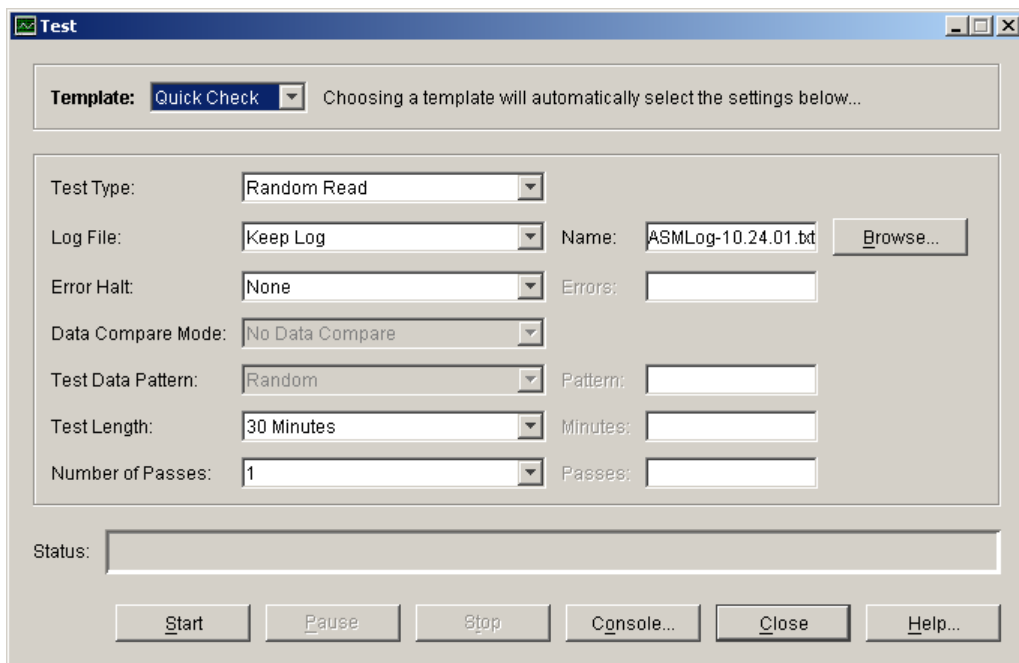 Test
Template: Quick Check Choosing a template will automatically select the settings below...
Test Type: Random Read
Log File: Keep Log Name: ASMLog-10.24.01.txt Browse...
Error Halt: None Errors:
Data Compare Mode: No Data Compare
Test Data Pattern: Random Pattern:
Test Length: 30 Minutes Minutes:
Number of Passes: 1 Passes:
Status:
Start Pause Stop Console... Close Help...